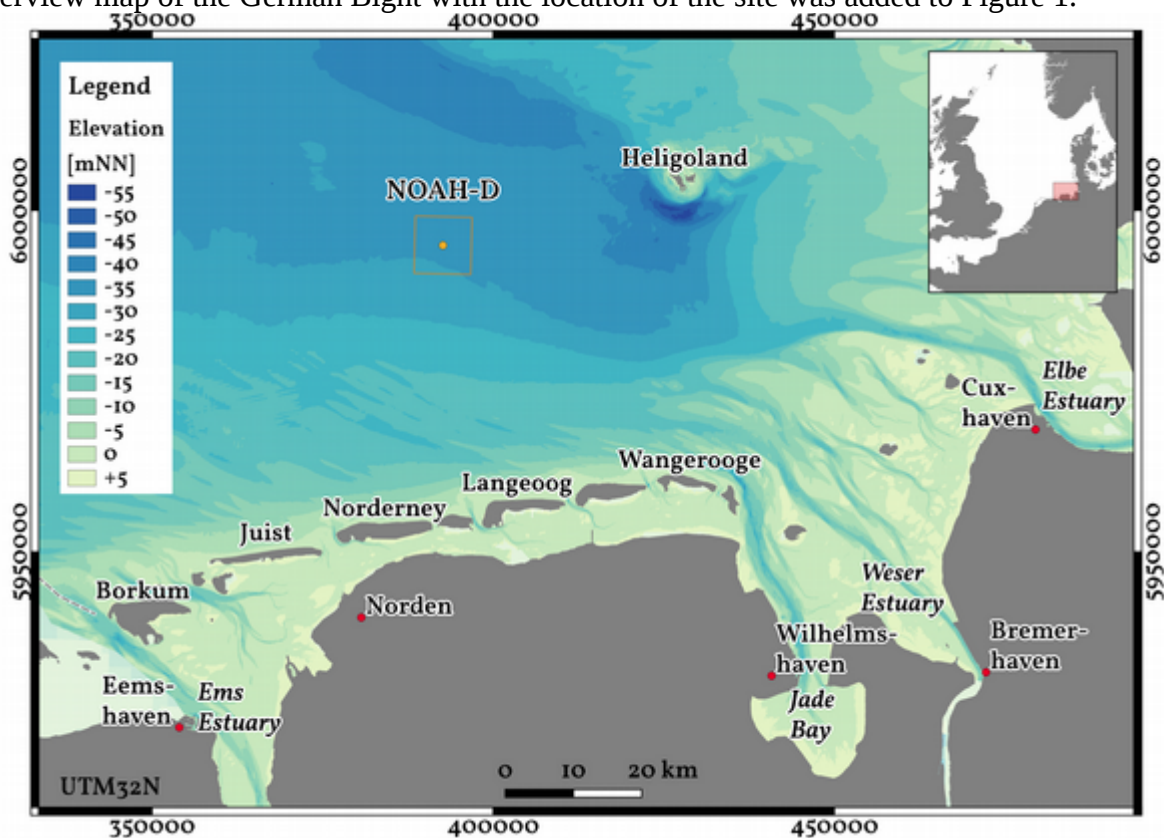 erview map of the German Bight with the location of the site was added to Figure 1.
350000 400000 450000
Legend
Elevation
[mNN]
-55
-50
-45
-40
-35
-30
-25
-20
-15
-10
-5
0
+5
Heligoland
NOAH-D
6000000
6000000
Elbe
Estuary
Cux-
haven
Wangerooge
Langeoog
Norderney
Juist
5950000
5950000
Borkum
Norden
Weser
Estuary
Wilhelms-
haven
Bremer-
haven
Eems-
haven
Ems
Estuary
Jade
Bay
0 10 20 km
UTM32N
350000 400000 450000